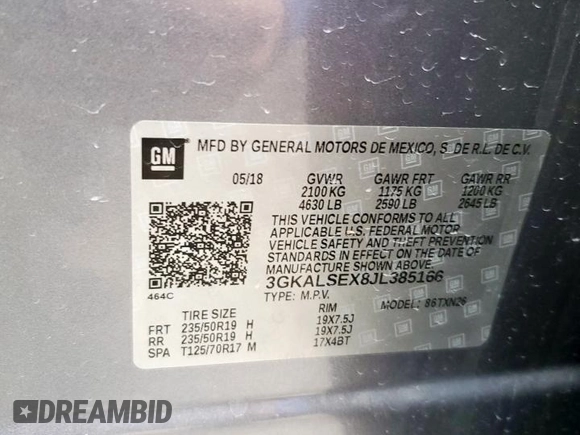 GM
MFD BY GENERAL MOTORS DE MEXICO, S. DE R.L. DE C.V.
05/18 GVWR GAWR FRT GAWR RR
2100 KG 1175 KG 1200 KG
4630 LB 2590 LB 2645 LB
THIS VEHICLE CONFORMS TO ALL
APPLICABLE U.S. FEDERAL MOTOR
VEHICLE SAFETY AND THEFT PREVENTION
STANDARDS IN EFFECT ON THE DATE OF
MANUFACTURE SHOWN ABOVE.
3GKALSEX8JL385166
464C TYPE: M.P.V. MODEL: 86TXN26
TIRE SIZE RIM
FRT 235/50R19 H 19X7.5J
RR 235/50R19 H 19X7.5J
SPA T125/70R17 M 17X4BT
DREAMBID